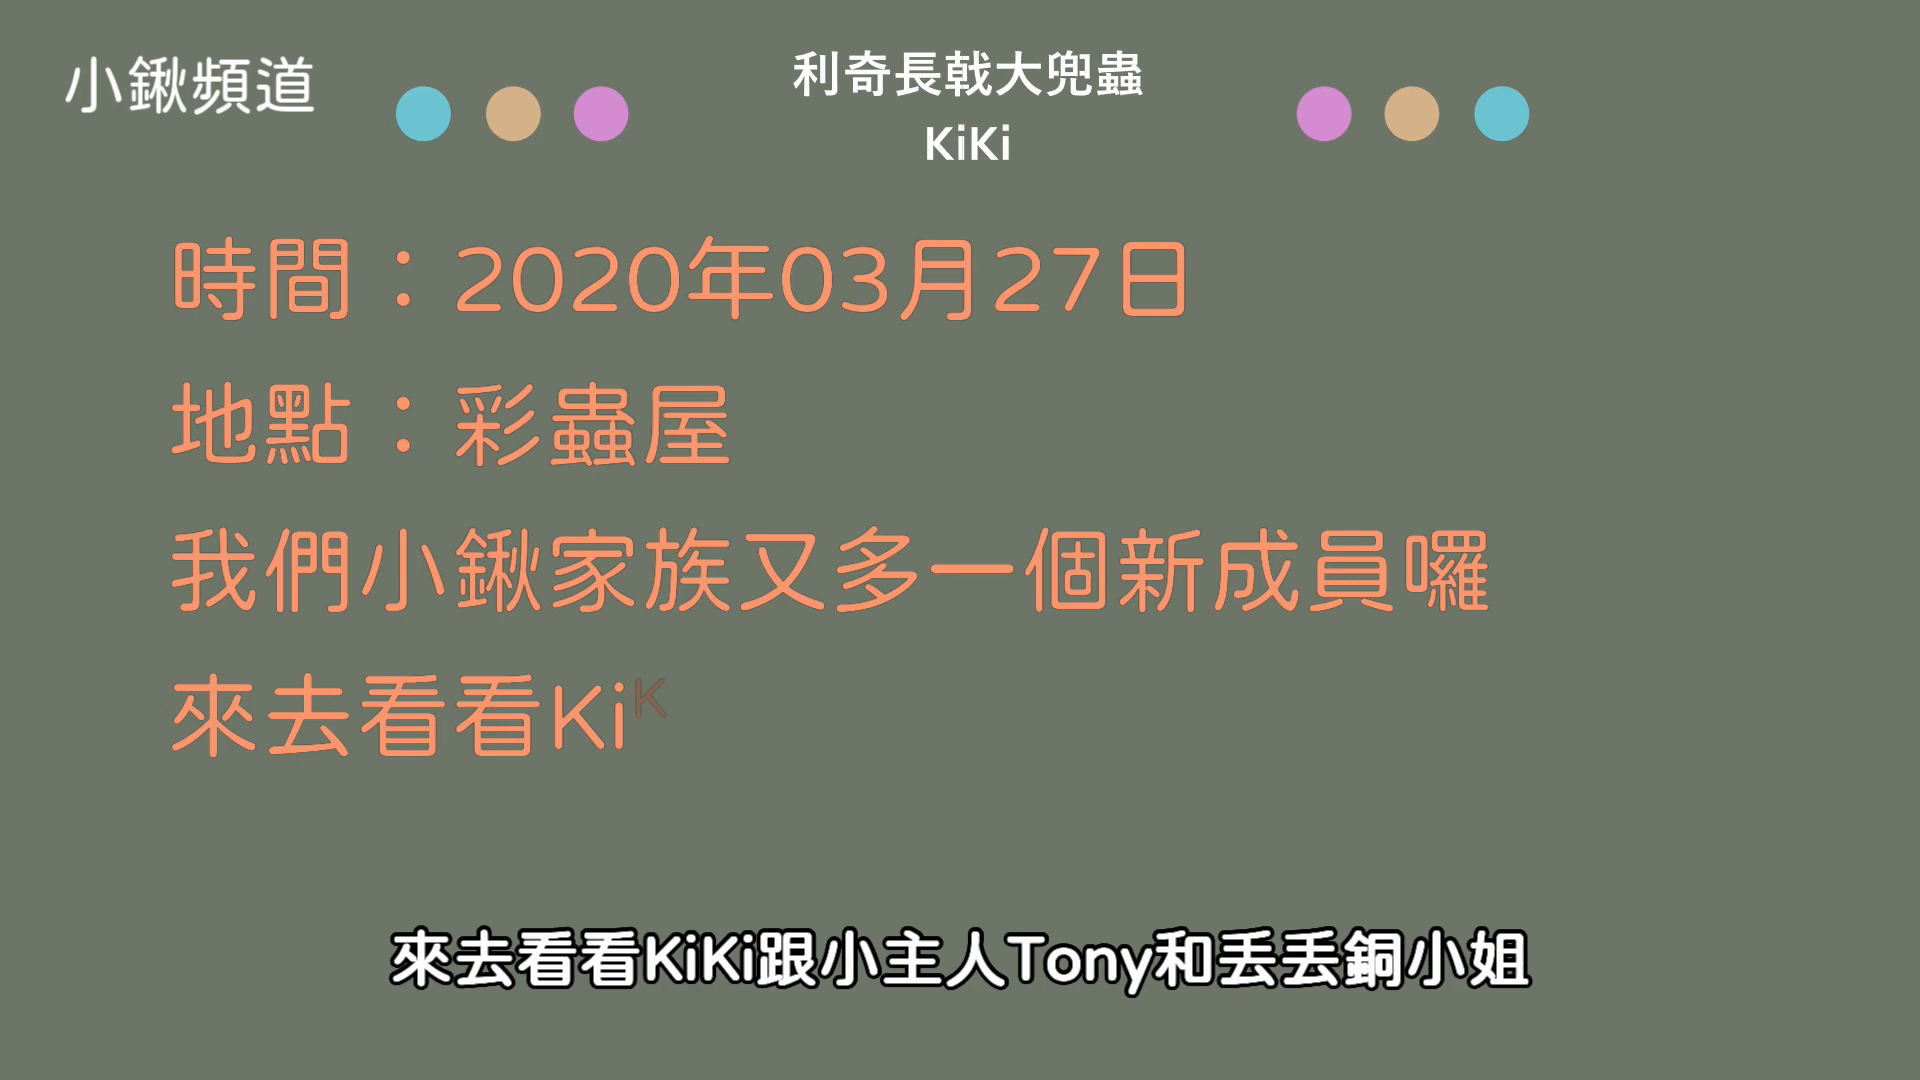 小鍬頻道
利奇長戟大兜蟲
KiKi
時間：2020年03月27日
地點：彩蟲屋
我們小鍬家族又多一個新成員囉
來去看看KiK
來去看看KiKi跟小主人Tony和丟丟銅小姐